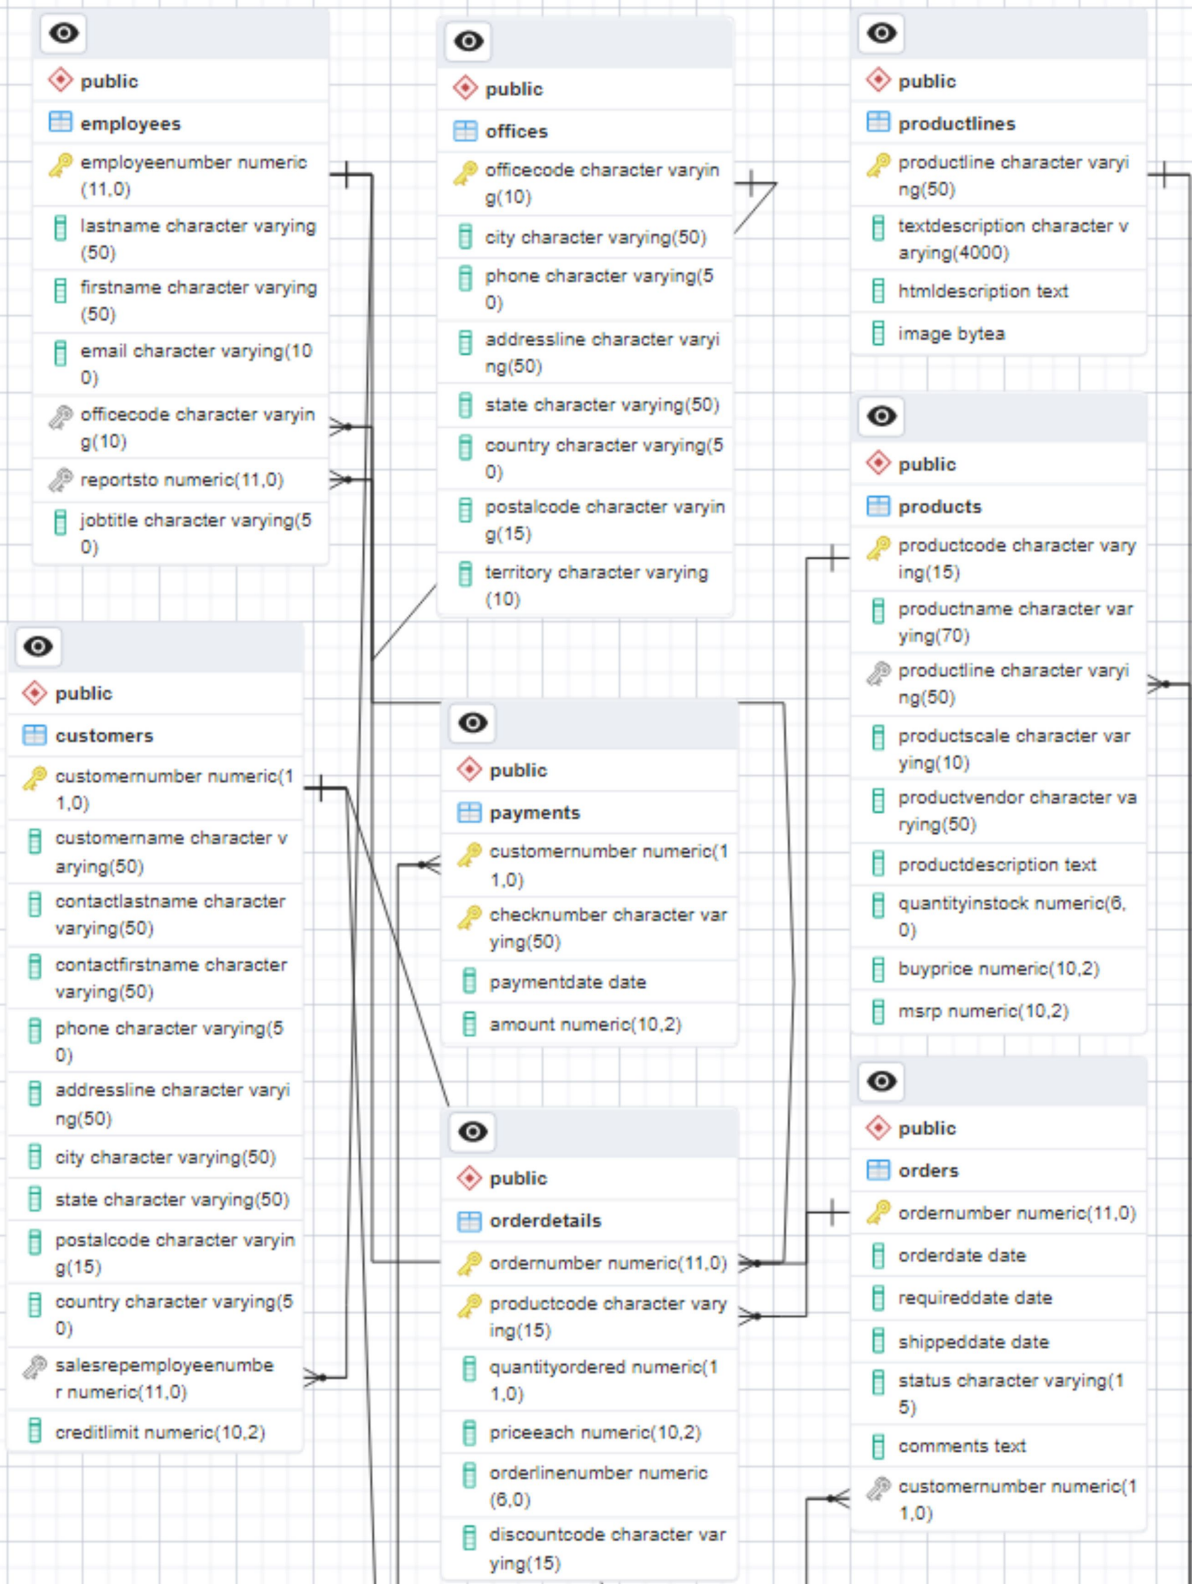 public
employees
employeenumber numeric
(11,0)
lastname character varying
(50)
firstname character varying
(50)
email character varying(10
0)
officecode character varyin
g(10)
reportsto numeric(11,0)
jobtitle character varying(5
0)
public
customers
customernumber numeric(1
1,0)
customername character v
arying(50)
contactlastname character
varying(50)
contactfirstname character
varying(50)
phone character varying(5
0)
addressline character varyi
ng(50)
city character varying(50)
state character varying(50)
postalcode character varyin
g(15)
country character varying(5
0)
salesrepemployeenumbe
r numeric(11,0)
creditlimit numeric(10,2)
public
offices
officecode character varyin
g(10)
city character varying(50)
phone character varying(5
0)
addressline character varyi
ng(50)
state character varying(50)
country character varying(5
0)
postalcode character varyin
g(15)
territory character varying
(10)
public
payments
customernumber numeric(1
1,0)
checknumber character var
ying(50)
paymentdate date
amount numeric(10,2)
public
orderdetails
ordernumber numeric(11,0)
productcode character vary
ing(15)
quantityordered numeric(1
1,0)
priceeach numeric(10,2)
orderlinenumber numeric
(6,0)
discountcode character var
ying(15)
public
productlines
productline character varyi
ng(50)
textdescription character v
arying(4000)
htmldescription text
image bytea
public
products
productcode character vary
ing(15)
productname character var
ying(70)
productline character varyi
ng(50)
productscale character var
ying(10)
productvendor character va
rying(50)
productdescription text
quantityinstock numeric(6,
0)
buyprice numeric(10,2)
msrp numeric(10,2)
public
orders
ordernumber numeric(11,0)
orderdate date
requireddate date
shippeddate date
status character varying(1
5)
comments text
customernumber numeric(1
1,0)